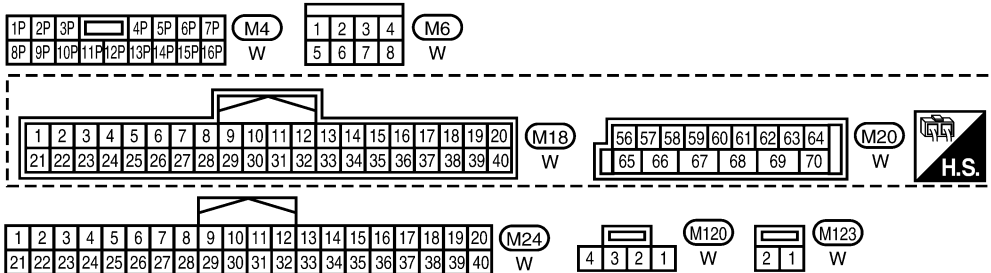 1P 2P 3P 4P 5P 6P 7P M4
8P 9P 10P 11P 12P 13P 14P 15P 16P W
1 2 3 4 M6
5 6 7 8 W
1 2 3 4 5 6 7 8 9 10 11 12 13 14 15 16 17 18 19 20 M18
21 22 23 24 25 26 27 28 29 30 31 32 33 34 35 36 37 38 39 40 W
56 57 58 59 60 61 62 63 64 M20
65 66 67 68 69 70 W
H.S.
1 2 3 4 5 6 7 8 9 10 11 12 13 14 15 16 17 18 19 20 M24
21 22 23 24 25 26 27 28 29 30 31 32 33 34 35 36 37 38 39 40 W
M120
4 3 2 1 W
M123
2 1 W